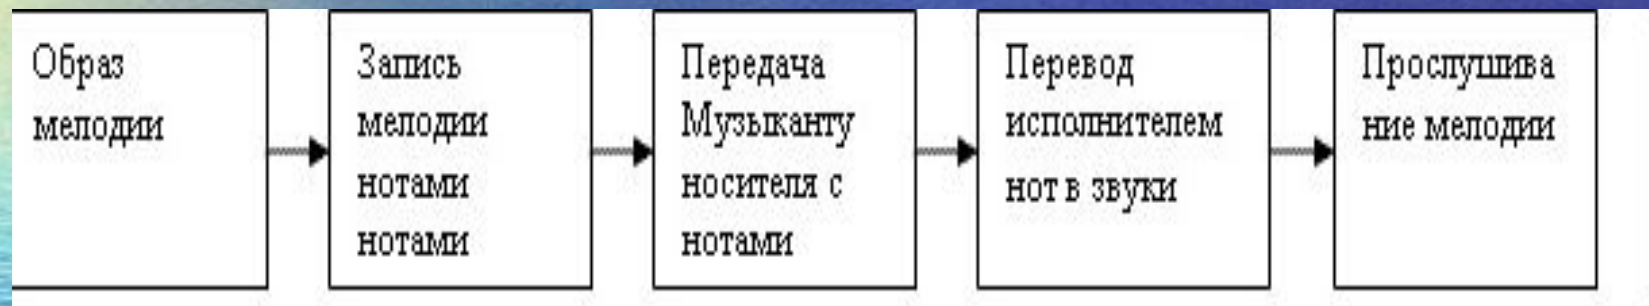 Образ
мелодии
Запись
мелодии
нотами
нотами
Передача
Музыканту
носителя с
нотами
Перевод
исполнителем
нот в звуки
Прослушива
ние мелодии